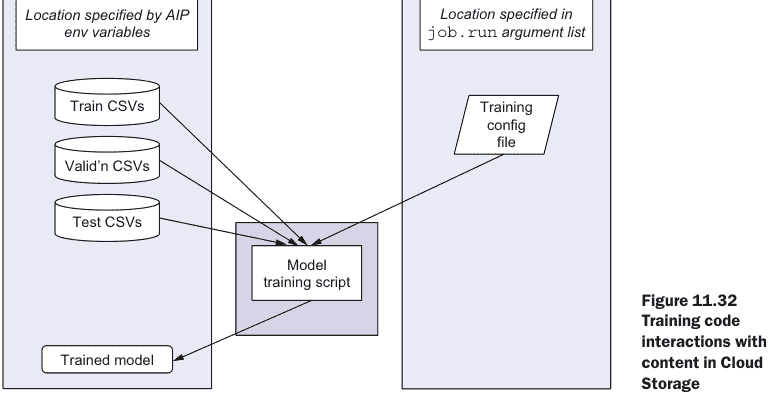 Location specified by AIP
env variables
Location specified in
job.run argument list
Train CSVs
Valid'n CSVs
Test CSVs
Training
config
file
Model
training script
Trained model
Figure 11.32
Training code
interactions with
content in Cloud
Storage